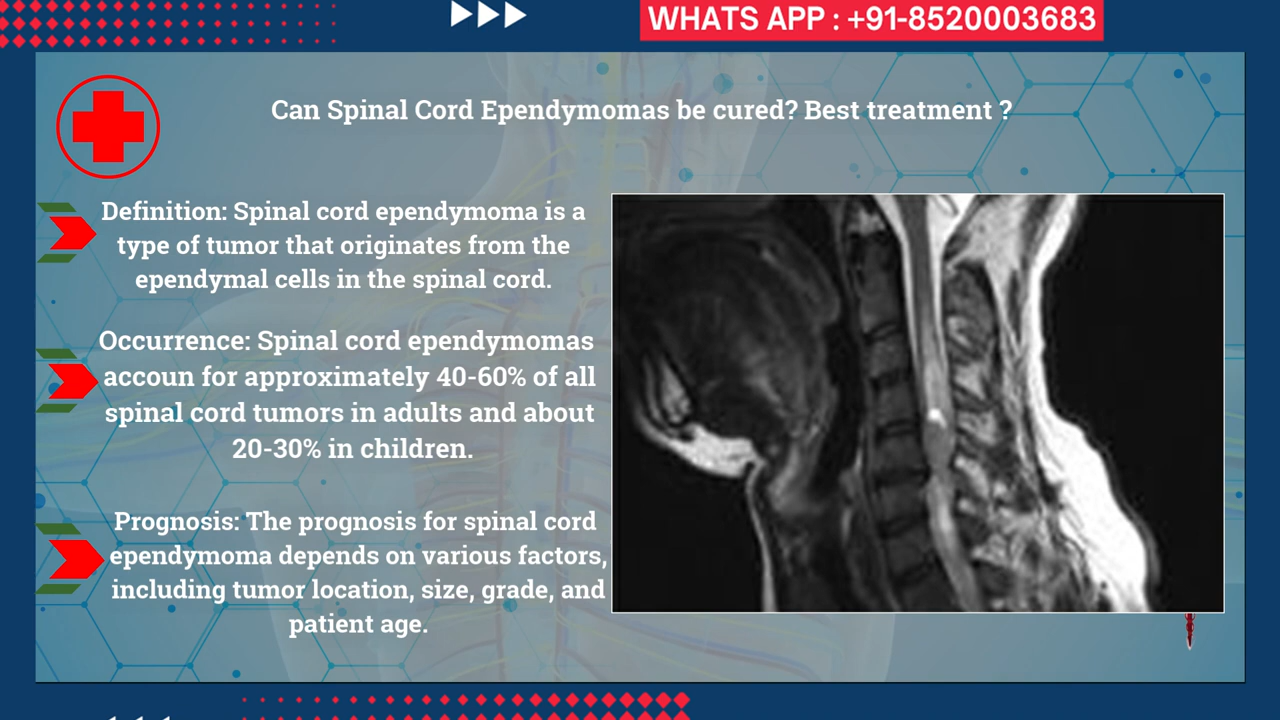 WHATS APP : +91-8520003683
Can Spinal Cord Ependymomas be cured? Best treatment ?
Definition: Spinal cord ependymoma is a
type of tumor that originates from the
ependymal cells in the spinal cord.
Occurrence: Spinal cord ependymomas
accoun for approximately 40-60% of all
spinal cord tumors in adults and about
20-30% in children.
Prognosis: The prognosis for spinal cord
ependymoma depends on various factors,
including tumor location, size, grade, and
patient age.